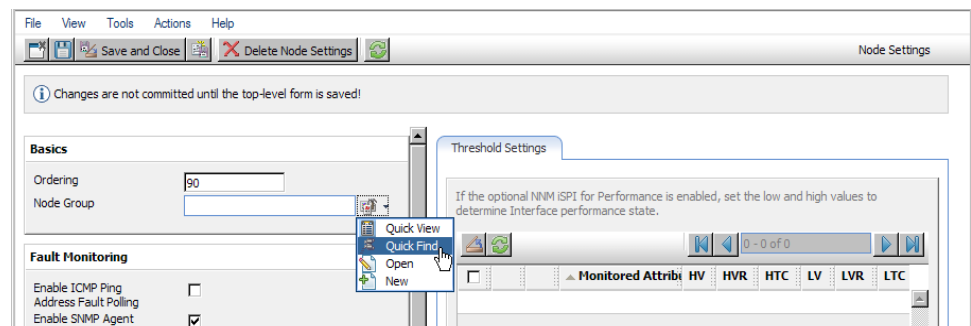 File View Tools Actions Help
Save and Close Delete Node Settings Node Settings
Changes are not committed until the top-level form is saved!
Basics
Ordering 90
Node Group
Quick View
Quick Find
Open
New
Fault Monitoring
Enable ICMP Ping
Address Fault Polling
Enable SNMP Agent
Threshold Settings
If the optional NNM iSPI for Performance is enabled, set the low and high values to
determine Interface performance state.
0 - 0 of 0
Monitored Attribu HV HVR HTC LV LVR LTC